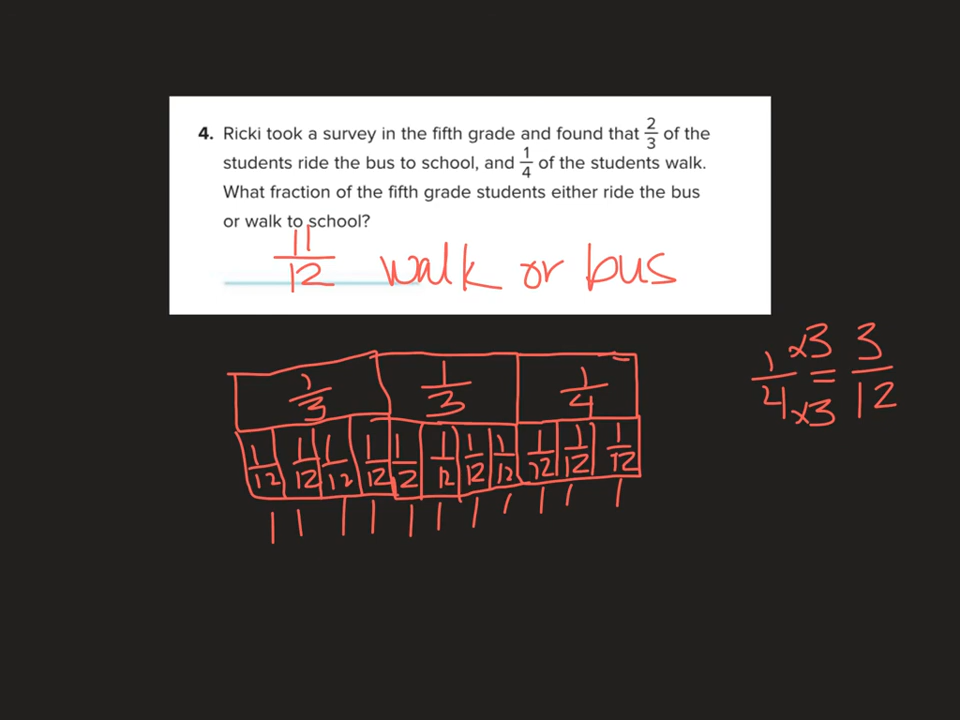 4. Ricki took a survey in the fifth grade and found that 2/3 of the
students ride the bus to school, and 1/4 of the students walk.
What fraction of the fifth grade students either ride the bus
or walk to school?
11/12 walk or bus
1/3 1/3 1/4
1/12 1/12 1/12 1/12 1/12 1/12 1/12 1/12 1/12 1/12 1/12
1/4 ×3/×3 = 3/12